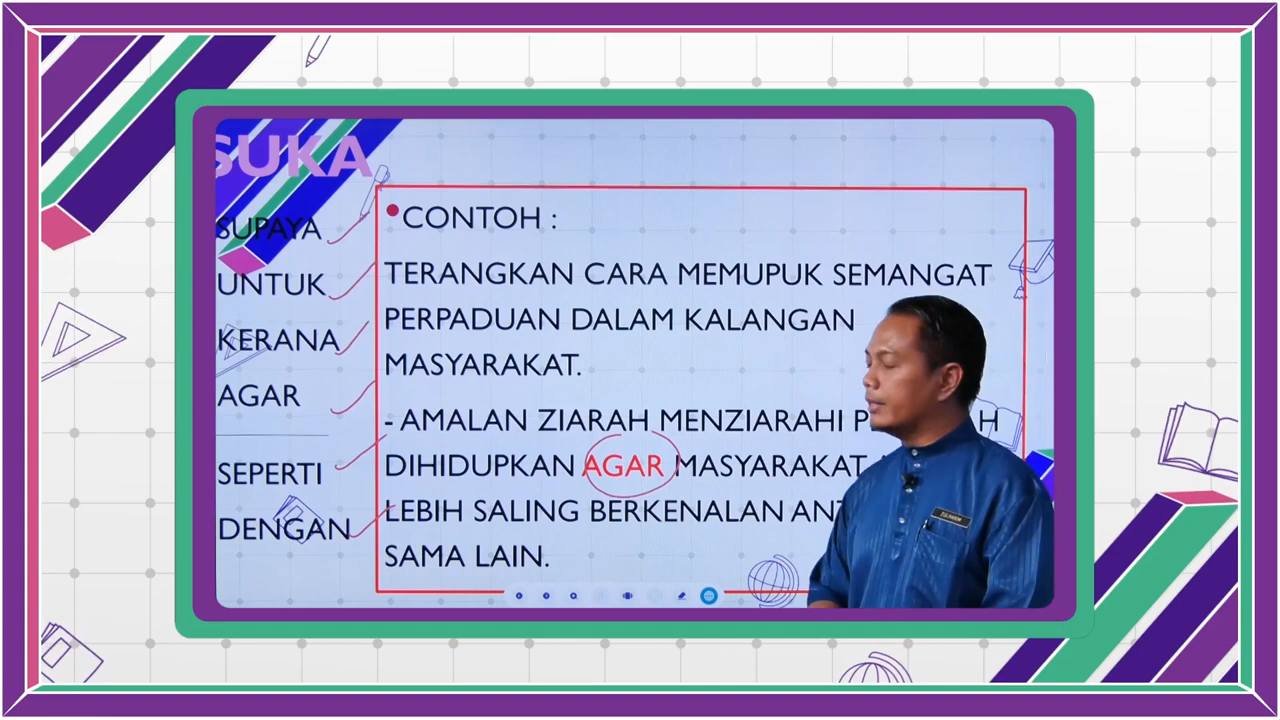 SUKA
SUPAYA
UNTUK
KERANA
AGAR
SEPERTI
DENGAN
CONTOH :
TERANGKAN CARA MEMUPUK SEMANGAT
PERPADUAN DALAM KALANGAN
MASYARAKAT.
- AMALAN ZIARAH MENZIARAHI
DIHIDUPKAN AGAR MASYARAKAT
LEBIH SALING BERKENALAN
SAMA LAIN.